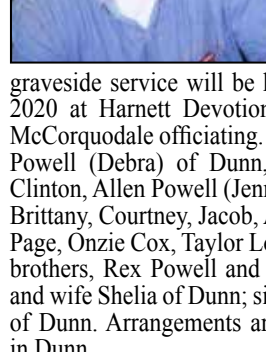 graveside service will be
2020 at Harnett Devotion
McCorquodale officiating.
Powell (Debra) of Dunn,
Clinton, Allen Powell (Jenn
Brittany, Courtney, Jacob,
Page, Onzie Cox, Taylor
brothers, Rex Powell and
and wife Shelia of Dunn; si
of Dunn. Arrangements ar
in Dunn